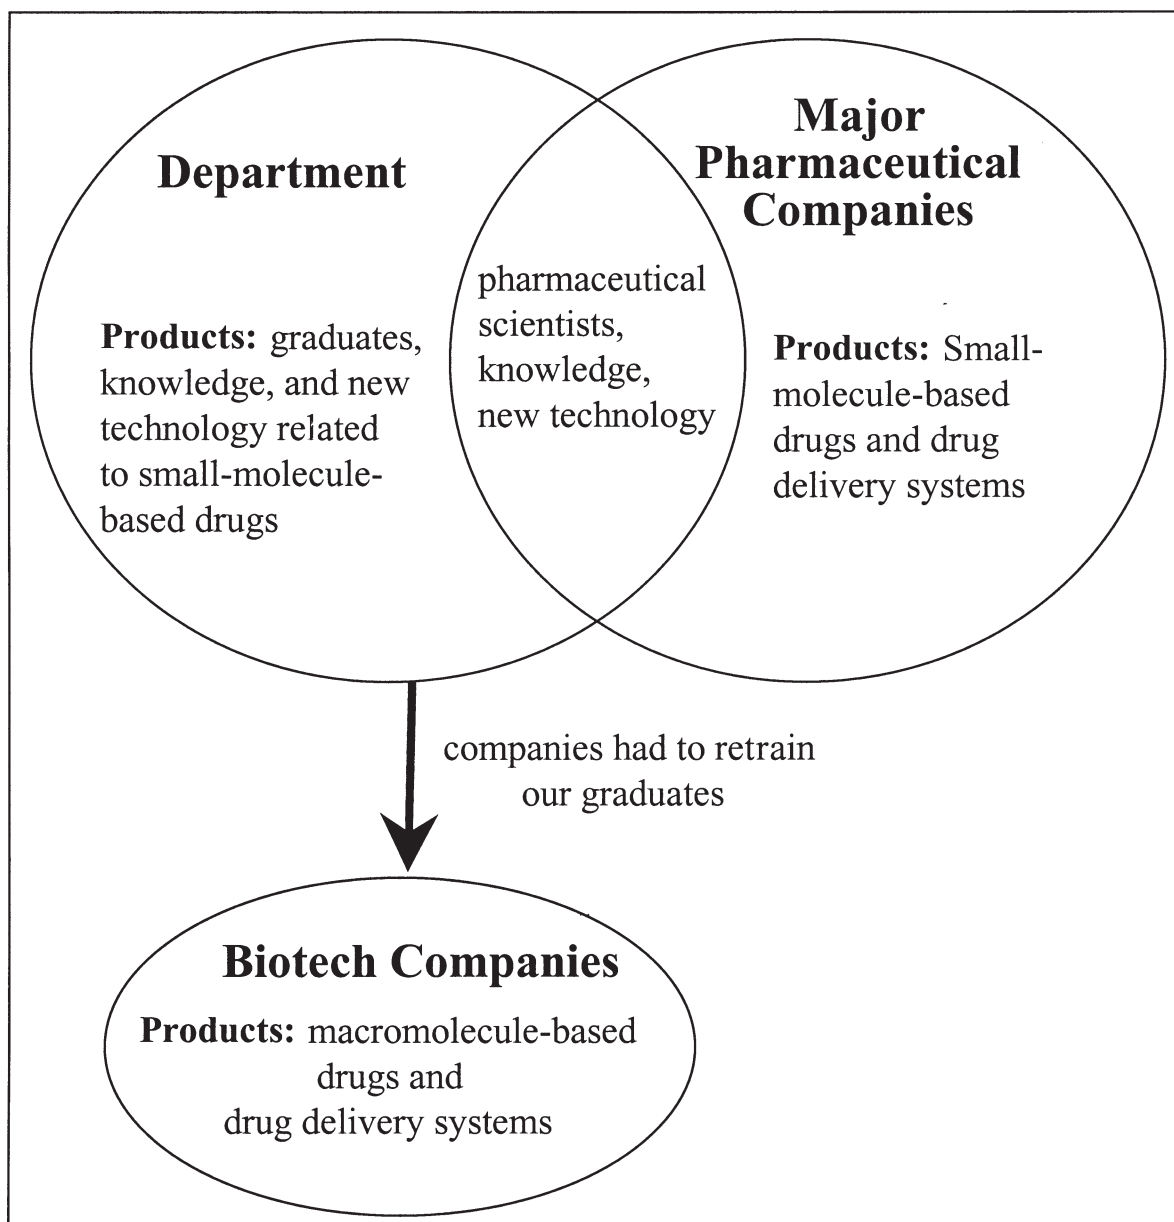 Department
Products: graduates,
knowledge, and new
technology related
to small-molecule-
based drugs
pharmaceutical
scientists,
knowledge,
new technology
Major
Pharmaceutical
Companies
Products: Small-
molecule-based
drugs and drug
delivery systems
companies had to retrain
our graduates
Biotech Companies
Products: macromolecule-based
drugs and
drug delivery systems